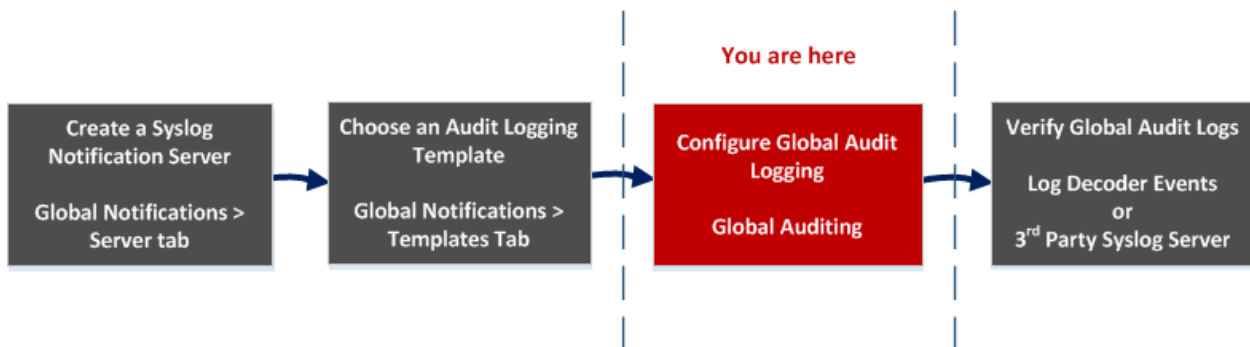 You are here
Create a Syslog
Notification Server
Global Notifications >
Server tab
Choose an Audit Logging
Template
Global Notifications >
Templates Tab
Configure Global Audit
Logging
Global Auditing
Verify Global Audit Logs
Log Decoder Events
or
3rd Party Syslog Server